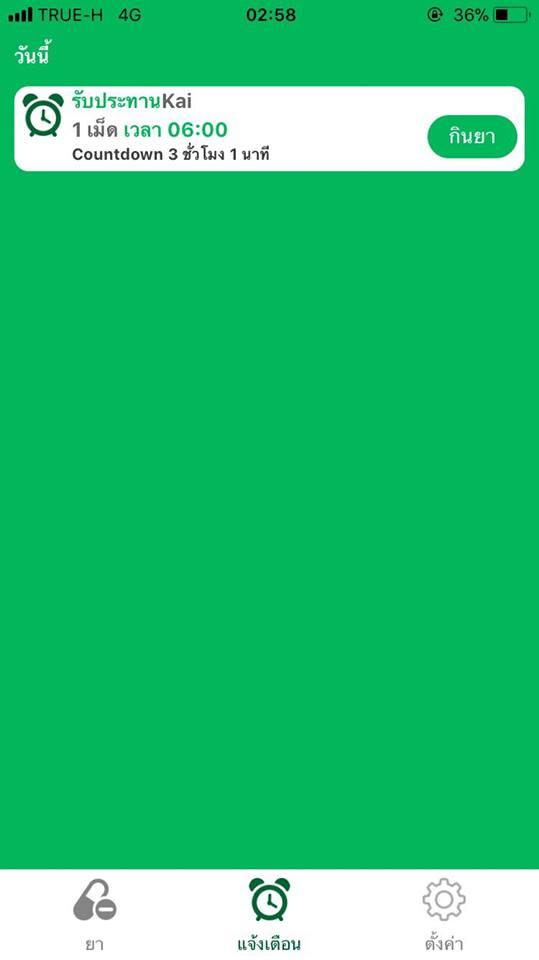 TRUE-H 4G 02:58 36%
วันนี้
รับประทานKai
1 เม็ด เวลา 06:00
Countdown 3 ชั่วโมง 1 นาที
กินยา
ยา แจ้งเตือน ตั้งค่า